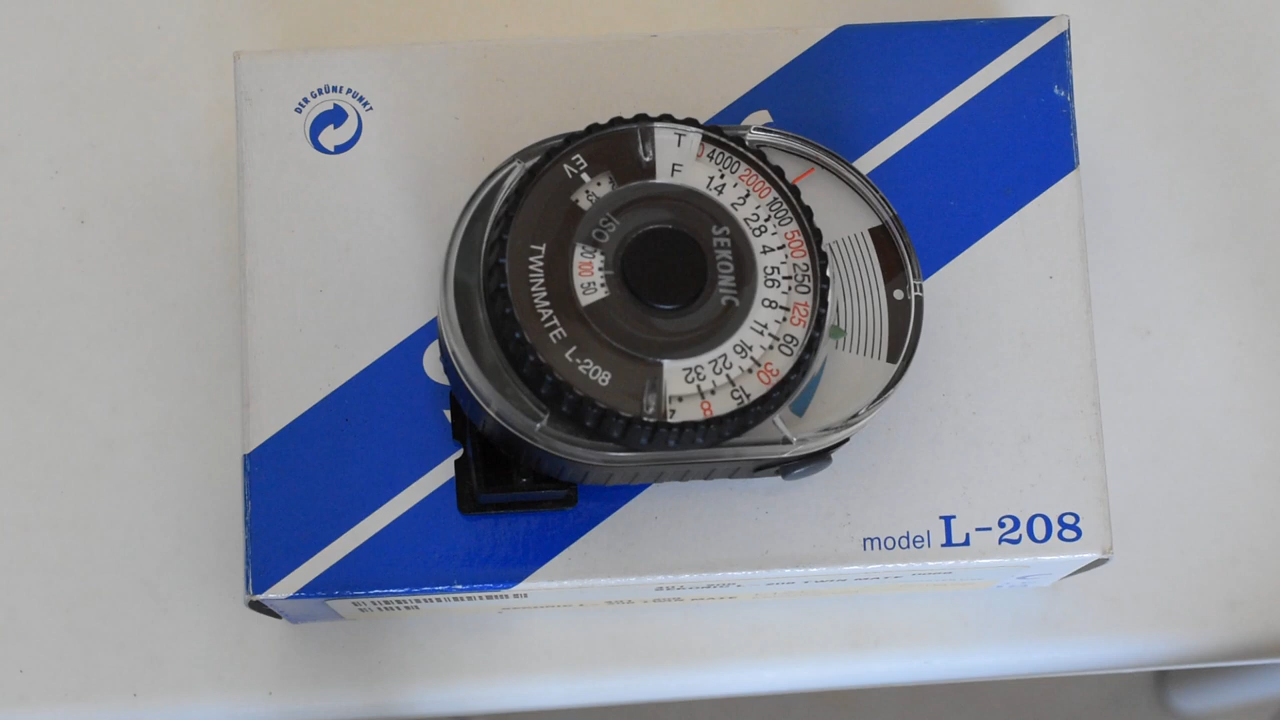 DER GRÜNE PUNKT
T
4000 2000 1000 500 250 125 60 30 15 8
F
1.4 2 2.8 4 5.6 8 11 16 22 32
EV
ISO
100 50
SEKONIC
TWINMATE L-208
model L-208